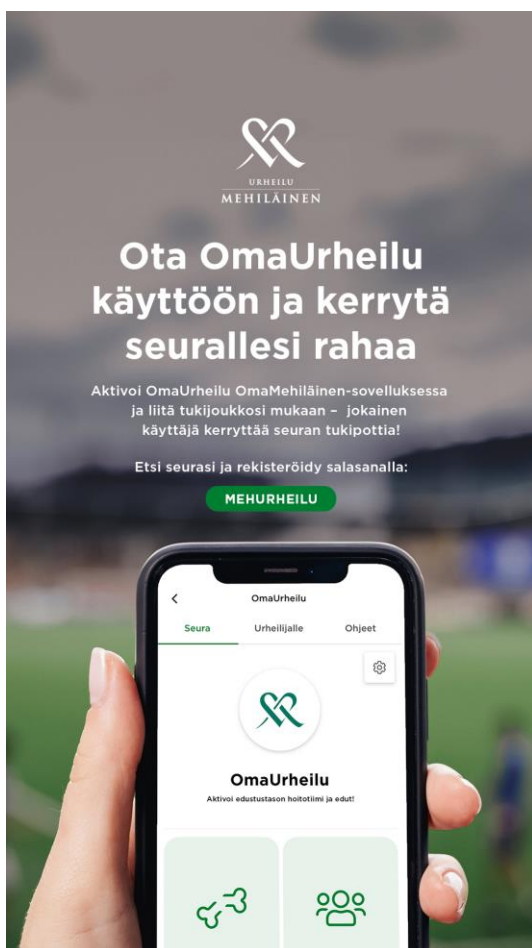 URHEILU
MEHILÄINEN
Ota OmaUrheilu
käyttöön ja kerrytä
seurallesi rahaa
Aktivoi OmaUrheilu OmaMehiläinen-sovelluksessa
ja liitä tukijoukkosi mukaan – jokainen
käyttäjä kerryttää seuran tukipottia!
Etsi seurasi ja rekisteröidy salasanalla:
MEHURHEILU
OmaUrheilu
Seura Urheilijalle Ohjeet
OmaUrheilu
Aktivoi edustustason hoitotiimi ja edut!